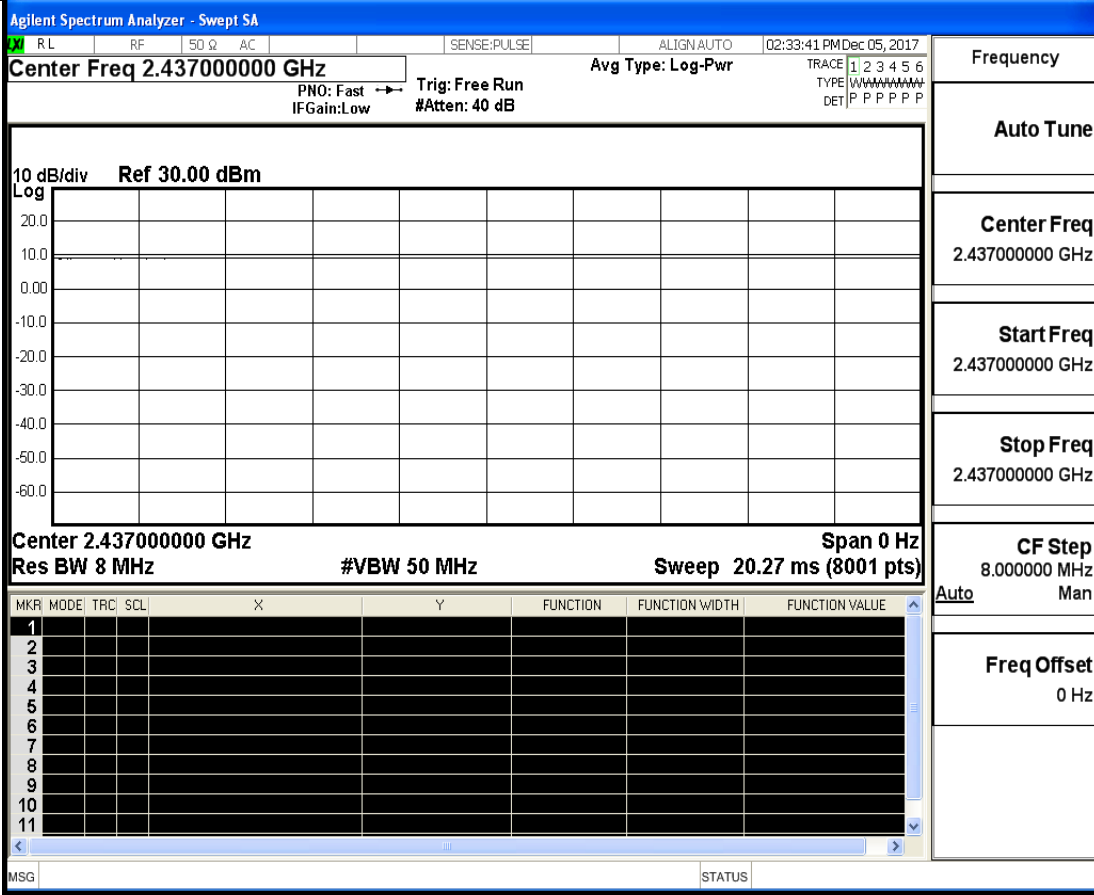 Agilent Spectrum Analyzer - Swept SA
LXI RL RF 50 Ω AC SENSE:PULSE ALIGNAUTO 02:33:41 PMDec 05, 2017
Center Freq 2.437000000 GHz
PNO: Fast
IFGain:Low
Trig: Free Run
#Atten: 40 dB
Avg Type: Log-Pwr
TRACE 1 2 3 4 5 6
TYPE WWWWWW
DET P P P P P P
10 dB/div Ref 30.00 dBm
Log
20.0
10.0
0.00
-10.0
-20.0
-30.0
-40.0
-50.0
-60.0
Center 2.437000000 GHz Span 0 Hz
Res BW 8 MHz #VBW 50 MHz Sweep 20.27 ms (8001 pts)
MKR MODE TRC SCL X Y FUNCTION FUNCTION WIDTH FUNCTION VALUE
1
2
3
4
5
6
7
8
9
10
11
MSG STATUS
Frequency
Auto Tune
Center Freq
2.437000000 GHz
Start Freq
2.437000000 GHz
Stop Freq
2.437000000 GHz
CF Step
8.000000 MHz
Auto Man
Freq Offset
0 Hz